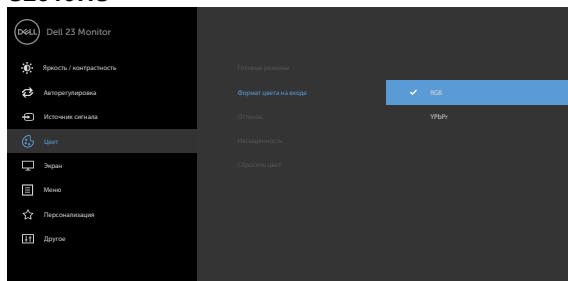 DELL Dell 23 Monitor
Яркость / контрастность
Готовые режимы
Авторегулировка
Формат цвета на входе
RGB
Источник сигнала
Оттенок
YPbPr
Цвет
Насыщенность
Экран
Сбросить цвет
Меню
Персонализация
Другое